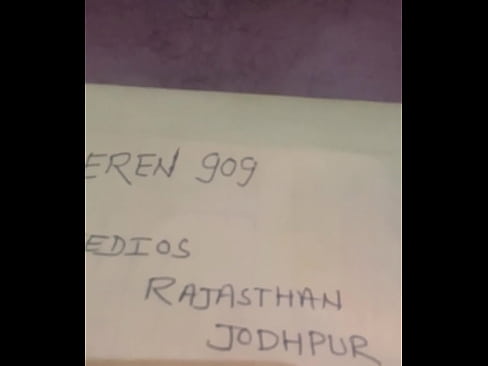 EREN 909
EDIOS
RAJASTHAN
JODHPUR